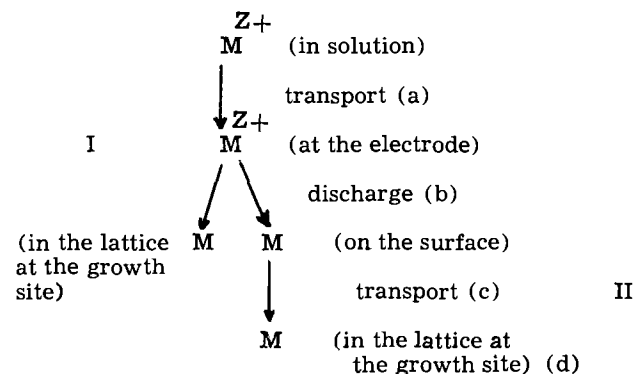 Z+
M (in solution)
transport (a)
Z+
I M (at the electrode)
discharge (b)
(in the lattice M M (on the surface)
at the growth
site) transport (c) II
M (in the lattice at
the growth site) (d)